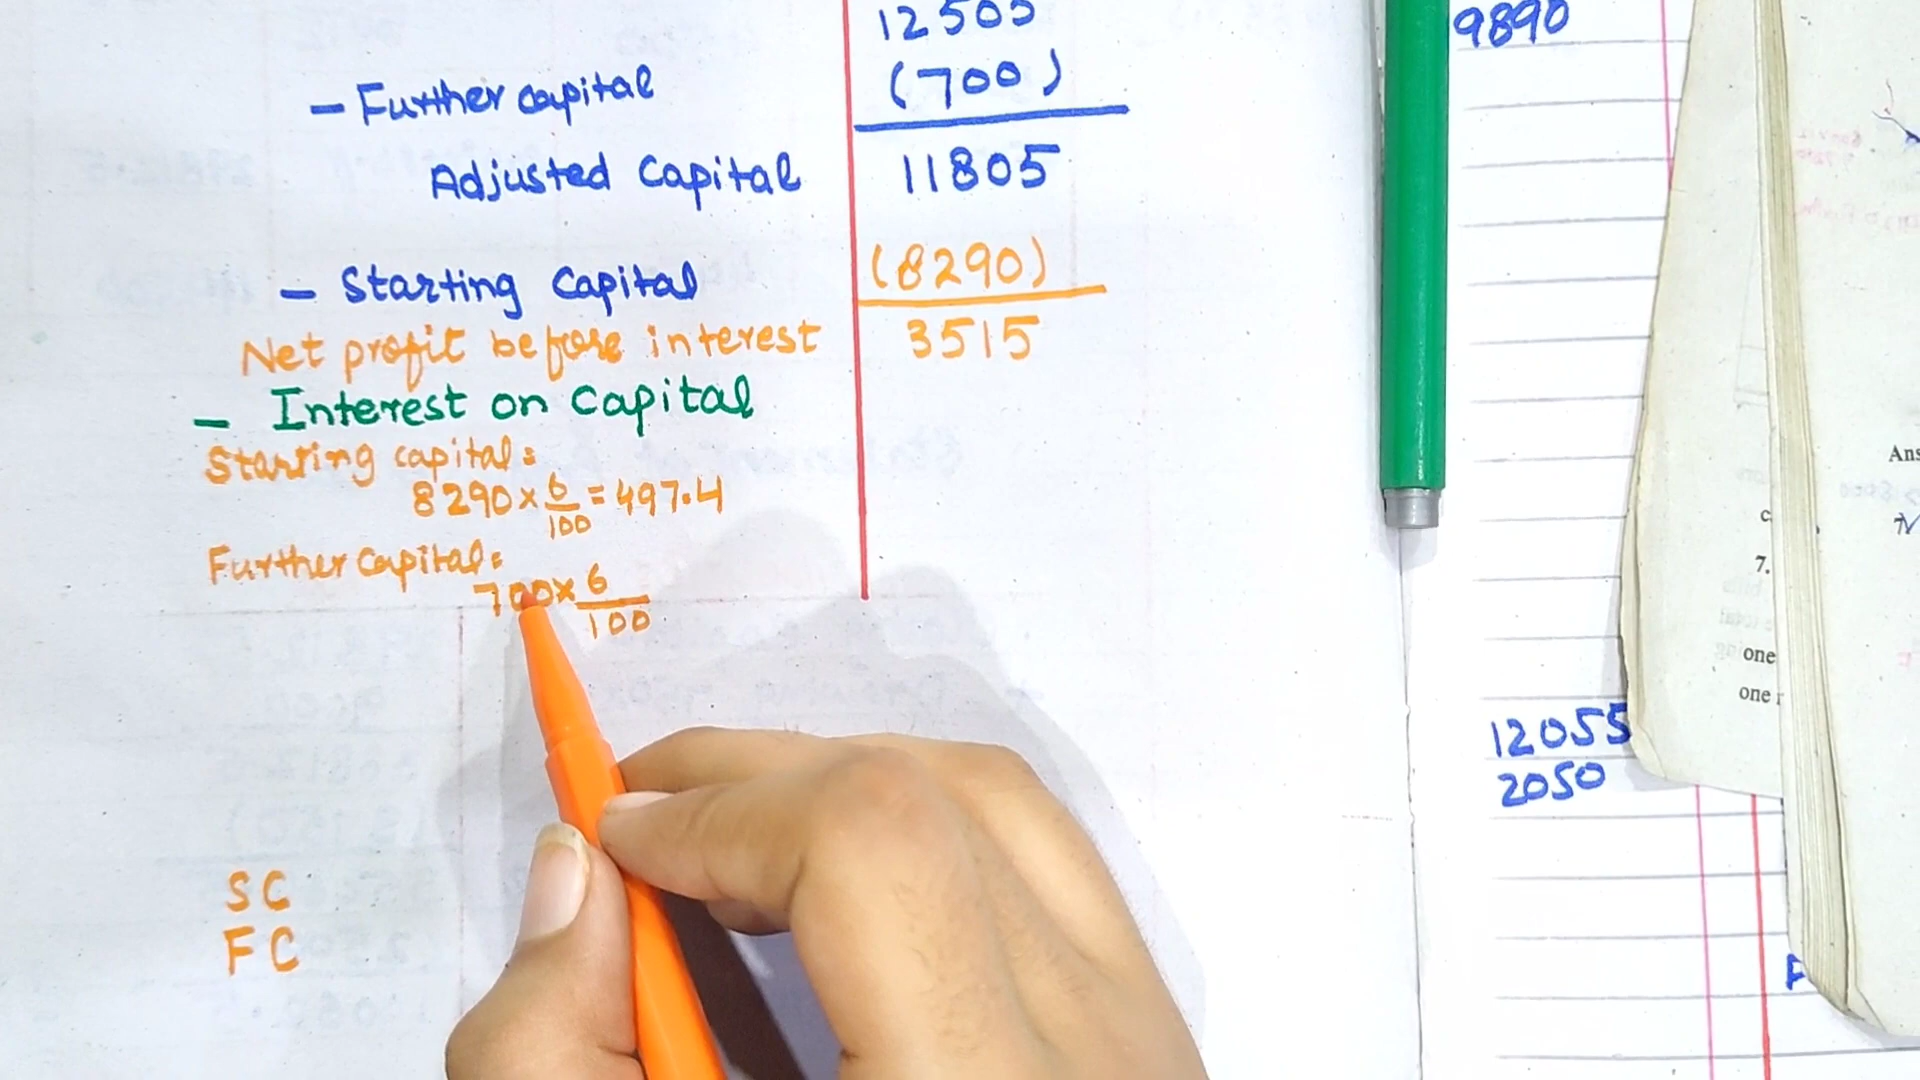 12505
- Further capital (700)
Adjusted Capital 11805
- Starting Capital (8290)
Net profit before interest 3515
- Interest on Capital
Starting capital:
8290 × 6/100 = 497.4
Further Capital:
700 × 6/100
SC
FC
9890
12055
2050
Ans
7.
one
one